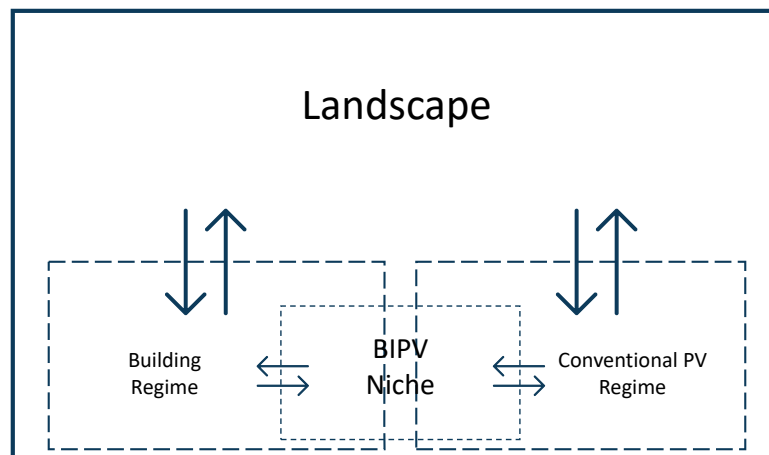 Landscape
Building
Regime
BIPV
Niche
Conventional PV
Regime